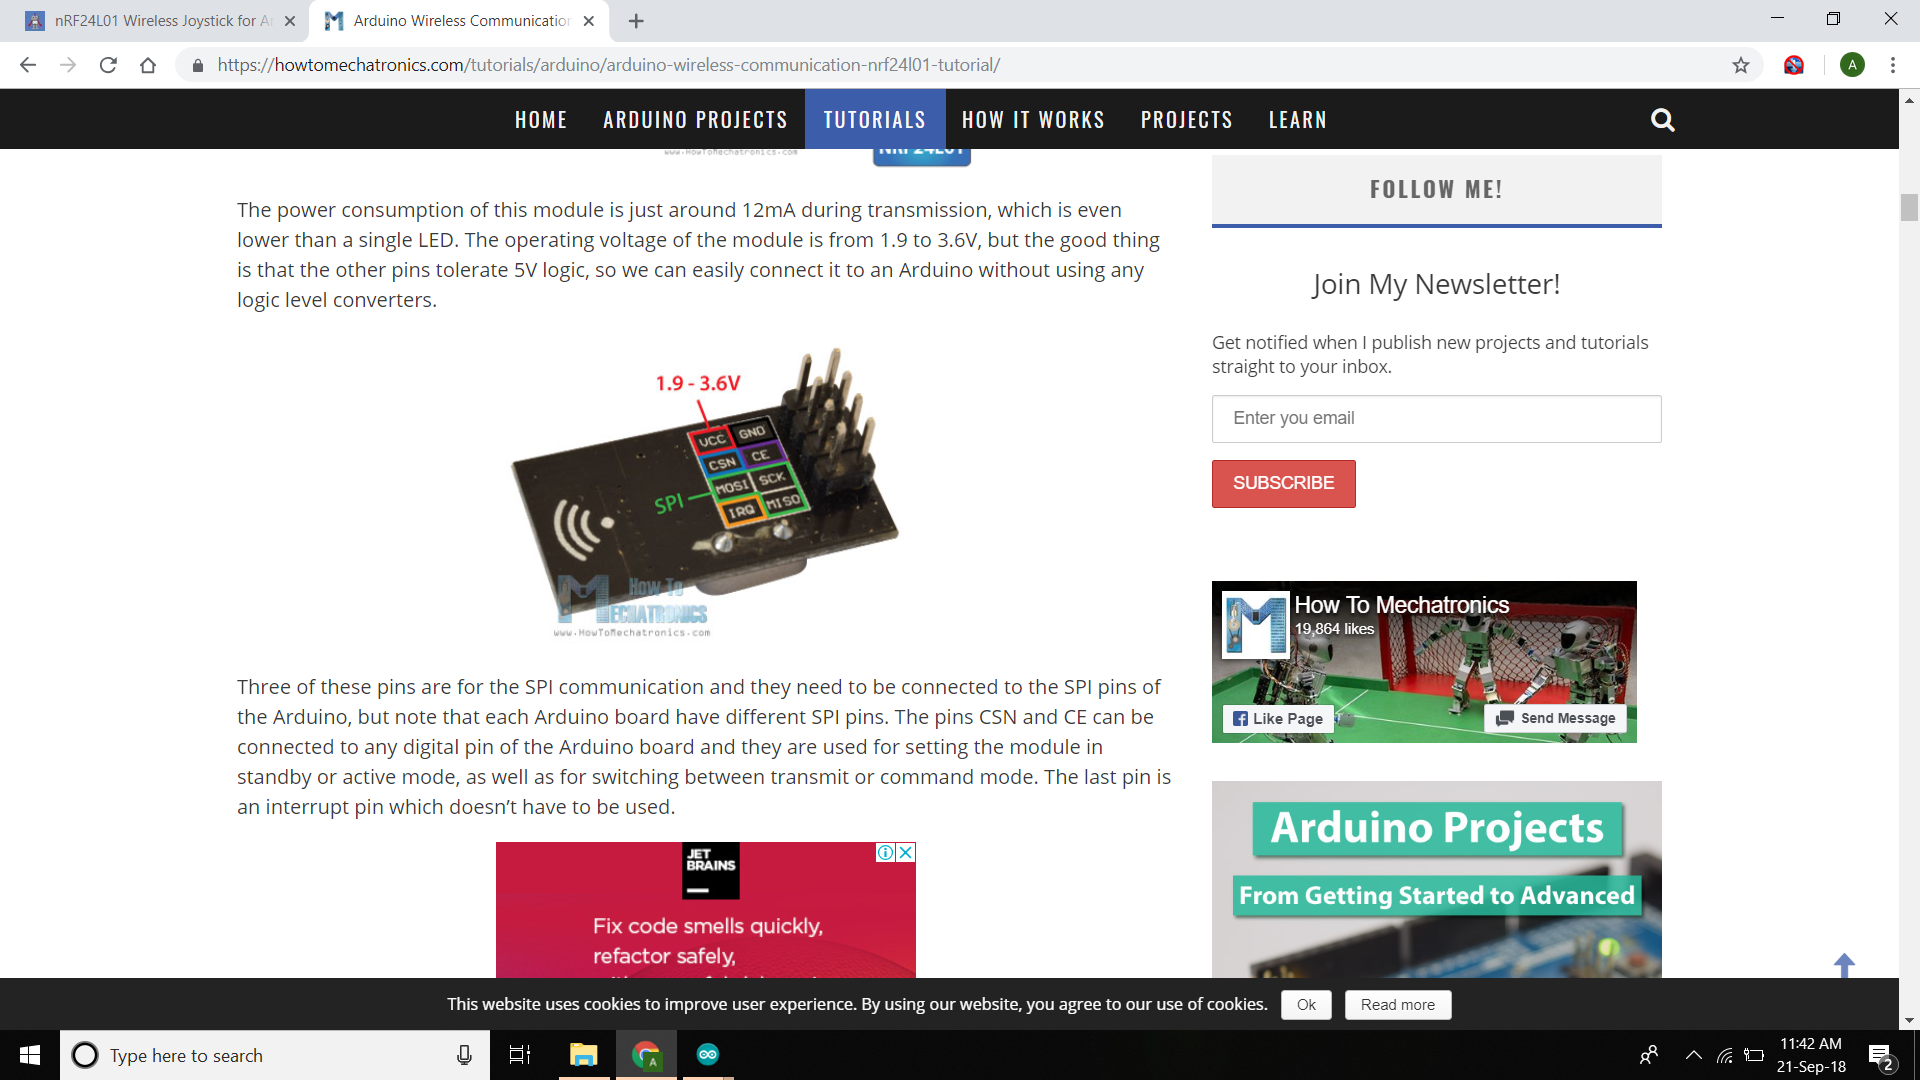 nRF24L01 Wireless Joystick for A
Arduino Wireless Communication
https://howtomechatronics.com/tutorials/arduino/arduino-wireless-communication-nrf24l01-tutorial/
A
HOME ARDUINO PROJECTS TUTORIALS HOW IT WORKS PROJECTS LEARN
www.HowToMechatronics.com
NRF24L01
The power consumption of this module is just around 12mA during transmission, which is even
lower than a single LED. The operating voltage of the module is from 1.9 to 3.6V, but the good thing
is that the other pins tolerate 5V logic, so we can easily connect it to an Arduino without using any
logic level converters.
1.9 - 3.6V
VCC GND
CSN CE
SPI MOSI SCK
IRQ MISO
How To
MECHATRONICS
www.HowToMechatronics.com
Three of these pins are for the SPI communication and they need to be connected to the SPI pins of
the Arduino, but note that each Arduino board have different SPI pins. The pins CSN and CE can be
connected to any digital pin of the Arduino board and they are used for setting the module in
standby or active mode, as well as for switching between transmit or command mode. The last pin is
an interrupt pin which doesn't have to be used.
JET
BRAINS
Fix code smells quickly,
refactor safely,
FOLLOW ME!
Join My Newsletter!
Get notified when I publish new projects and tutorials
straight to your inbox.
Enter you email
SUBSCRIBE
How To Mechatronics
19,864 likes
Like Page
Send Message
Arduino Projects
From Getting Started to Advanced
This website uses cookies to improve user experience. By using our website, you agree to our use of cookies. Ok Read more
Type here to search
A
11:42 AM
21-Sep-18
2